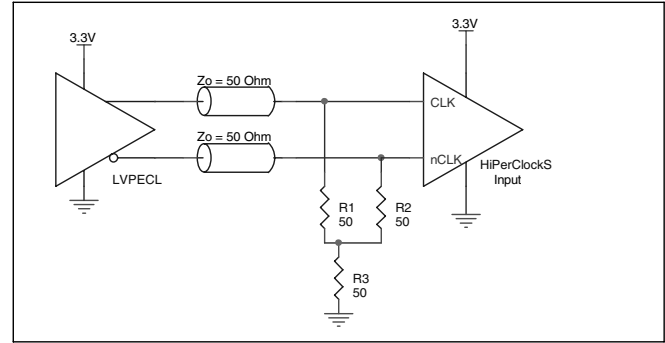 3.3V
3.3V
Zo = 50 Ohm
CLK
Zo = 50 Ohm
nCLK
HiPerClockS
Input
LVPECL
R1
50
R2
50
R3
50